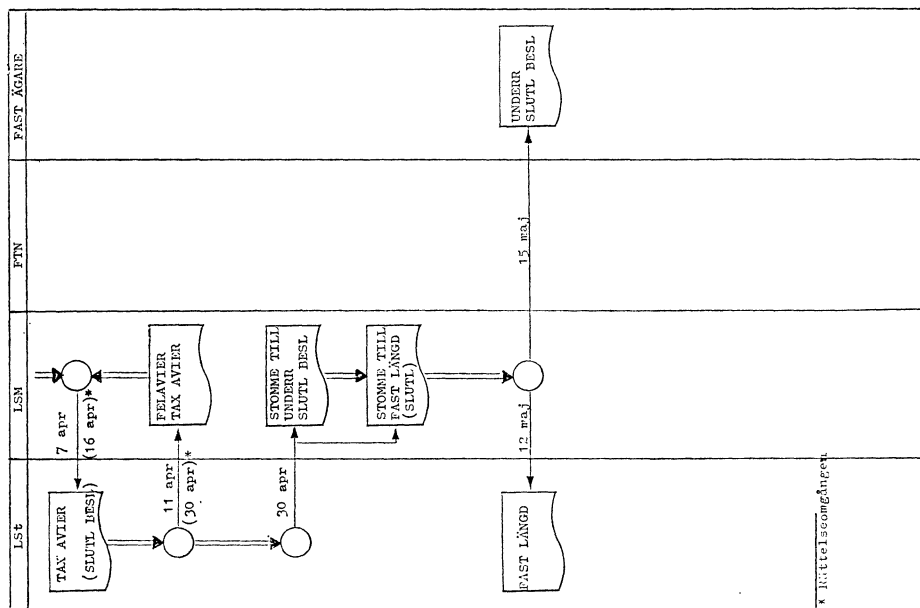 LSt
LSM
FTN
FAST ÄGARE
7 apr
(16 apr)*
TAX AVIER
(SLUTL BESL)
11 apr
(30 apr)*
FELAVIER
TAX AVIER
30 apr
STOMME TILL
UNDERR
SLUTL BESL
STOMME TILL
FAST LÄNGD
(SLUTL)
12 maj
15 maj
FAST LÄNGD
UNDERR
SLUTL BESL
* Rättelseomgången